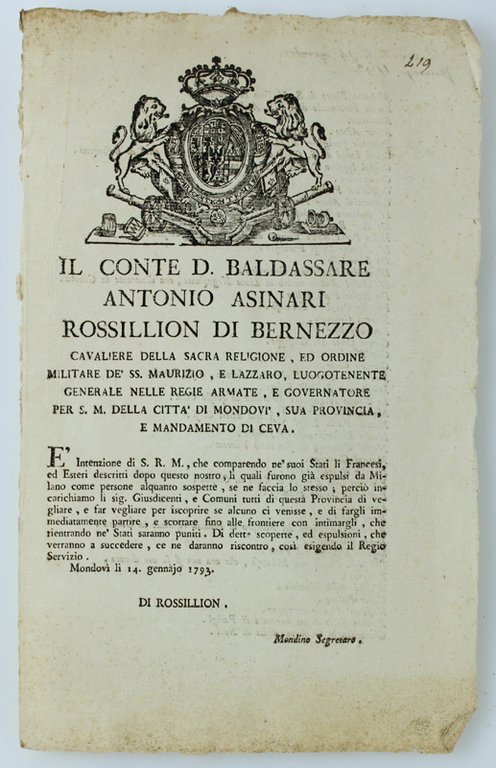 219
IL CONTE D. BALDASSARE
ANTONIO ASINARI
ROSSILLION DI BERNEZZO
CAVALIERE DELLA SACRA RELIGIONE , ED ORDINE
MILITARE DE' SS. MAURIZIO , E LAZZARO, LUOGOTENENTE
GENERALE NELLE REGIE ARMATE , E GOVERNATORE
PER S. M. DELLA CITTA' DI MONDOVI' , SUA PROVINCIA,
E MANDAMENTO DI CEVA.
E' Intenzione di S. R. M., che comparendo ne' suoi Stati li Francesi,
ed Esteri descritti dopo questo nostro, li quali furono già espulsi da Mi-
lano come persone alquanto sospette , se ne faccia lo stesso ; perciò in-
carichiamo li sig. Giusdicenti , e Comuni tutti di questa Provincia di ve-
gliare , e far vegliare per iscoprire se alcuno ci venisse , e di fargli im-
mediatamente partire , e scortare fino alle frontiere con intimargli , che
rientrando ne' Stati saranno puniti. Di dette scoperte , ed espulsioni , che
verranno a succedere , ce ne daranno riscontro, così esigendo il Regio
Servizio .
Mondovì li 14. gennajo 1793.
DI ROSSILLION .
Mondino Segretaro .